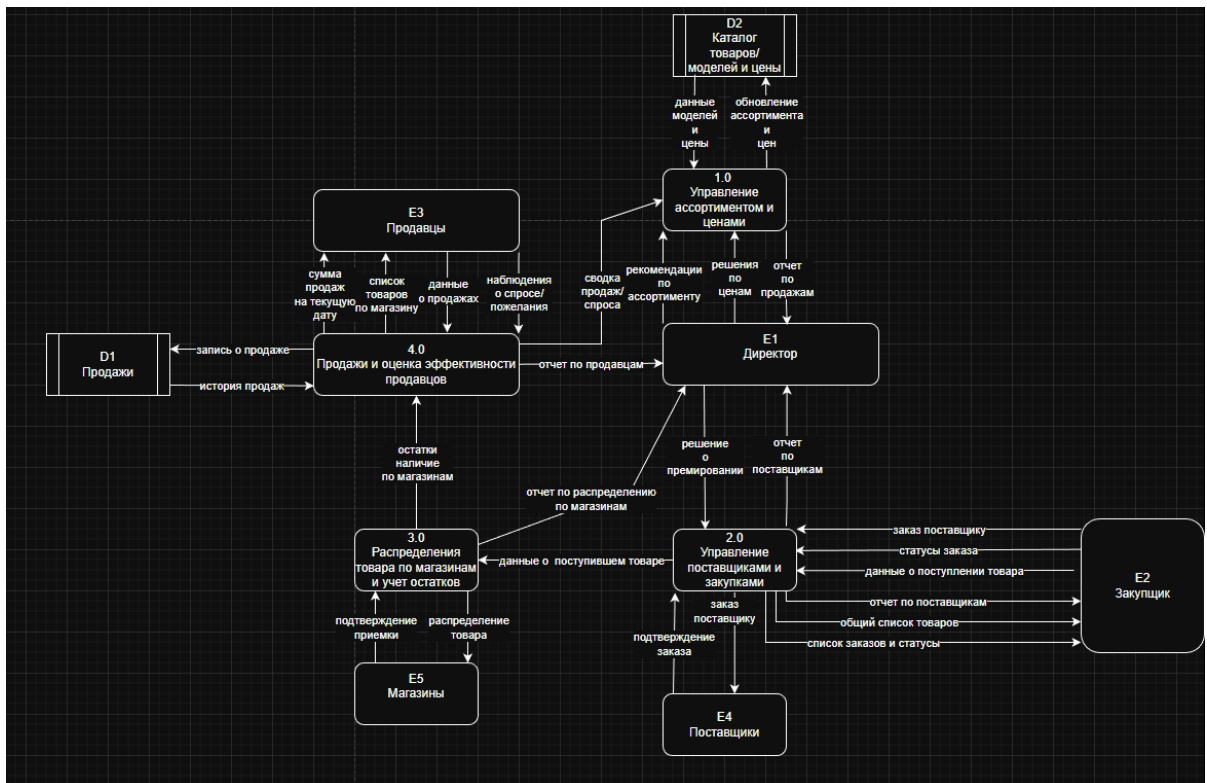 D2
Каталог
товаров/
моделей и цены
данные
моделей
и
цены
обновление
ассортимента
и
цен
1.0
Управление
ассортиментом и
ценами
E3
Продавцы
сумма
продаж
на текущую
дату
список
товаров
по магазину
данные
о продажах
наблюдения
о спросе/
пожелания
сводка
продаж/
спроса
рекомендации
по
ассортименту
решения
по
ценам
отчет
по
продажам
D1
Продажи
запись о продаже
история продаж
4.0
Продажи и оценка эффективности
продавцов
отчет по продавцам
E1
Директор
остатки
наличие
по магазинам
отчет по распределению
по магазинам
решение
о
премировании
отчет
по
поставщикам
3.0
Распределения
товара по магазинам
и учет остатков
данные о поступившем товаре
2.0
Управление
поставщиками и
закупками
заказ поставщику
статусы заказа
данные о поступлении товара
отчет по поставщикам
общий список товаров
список заказов и статусы
E2
Закупщик
подтверждение
приемки
распределение
товара
подтверждение
заказа
заказ
поставщику
E5
Магазины
E4
Поставщики